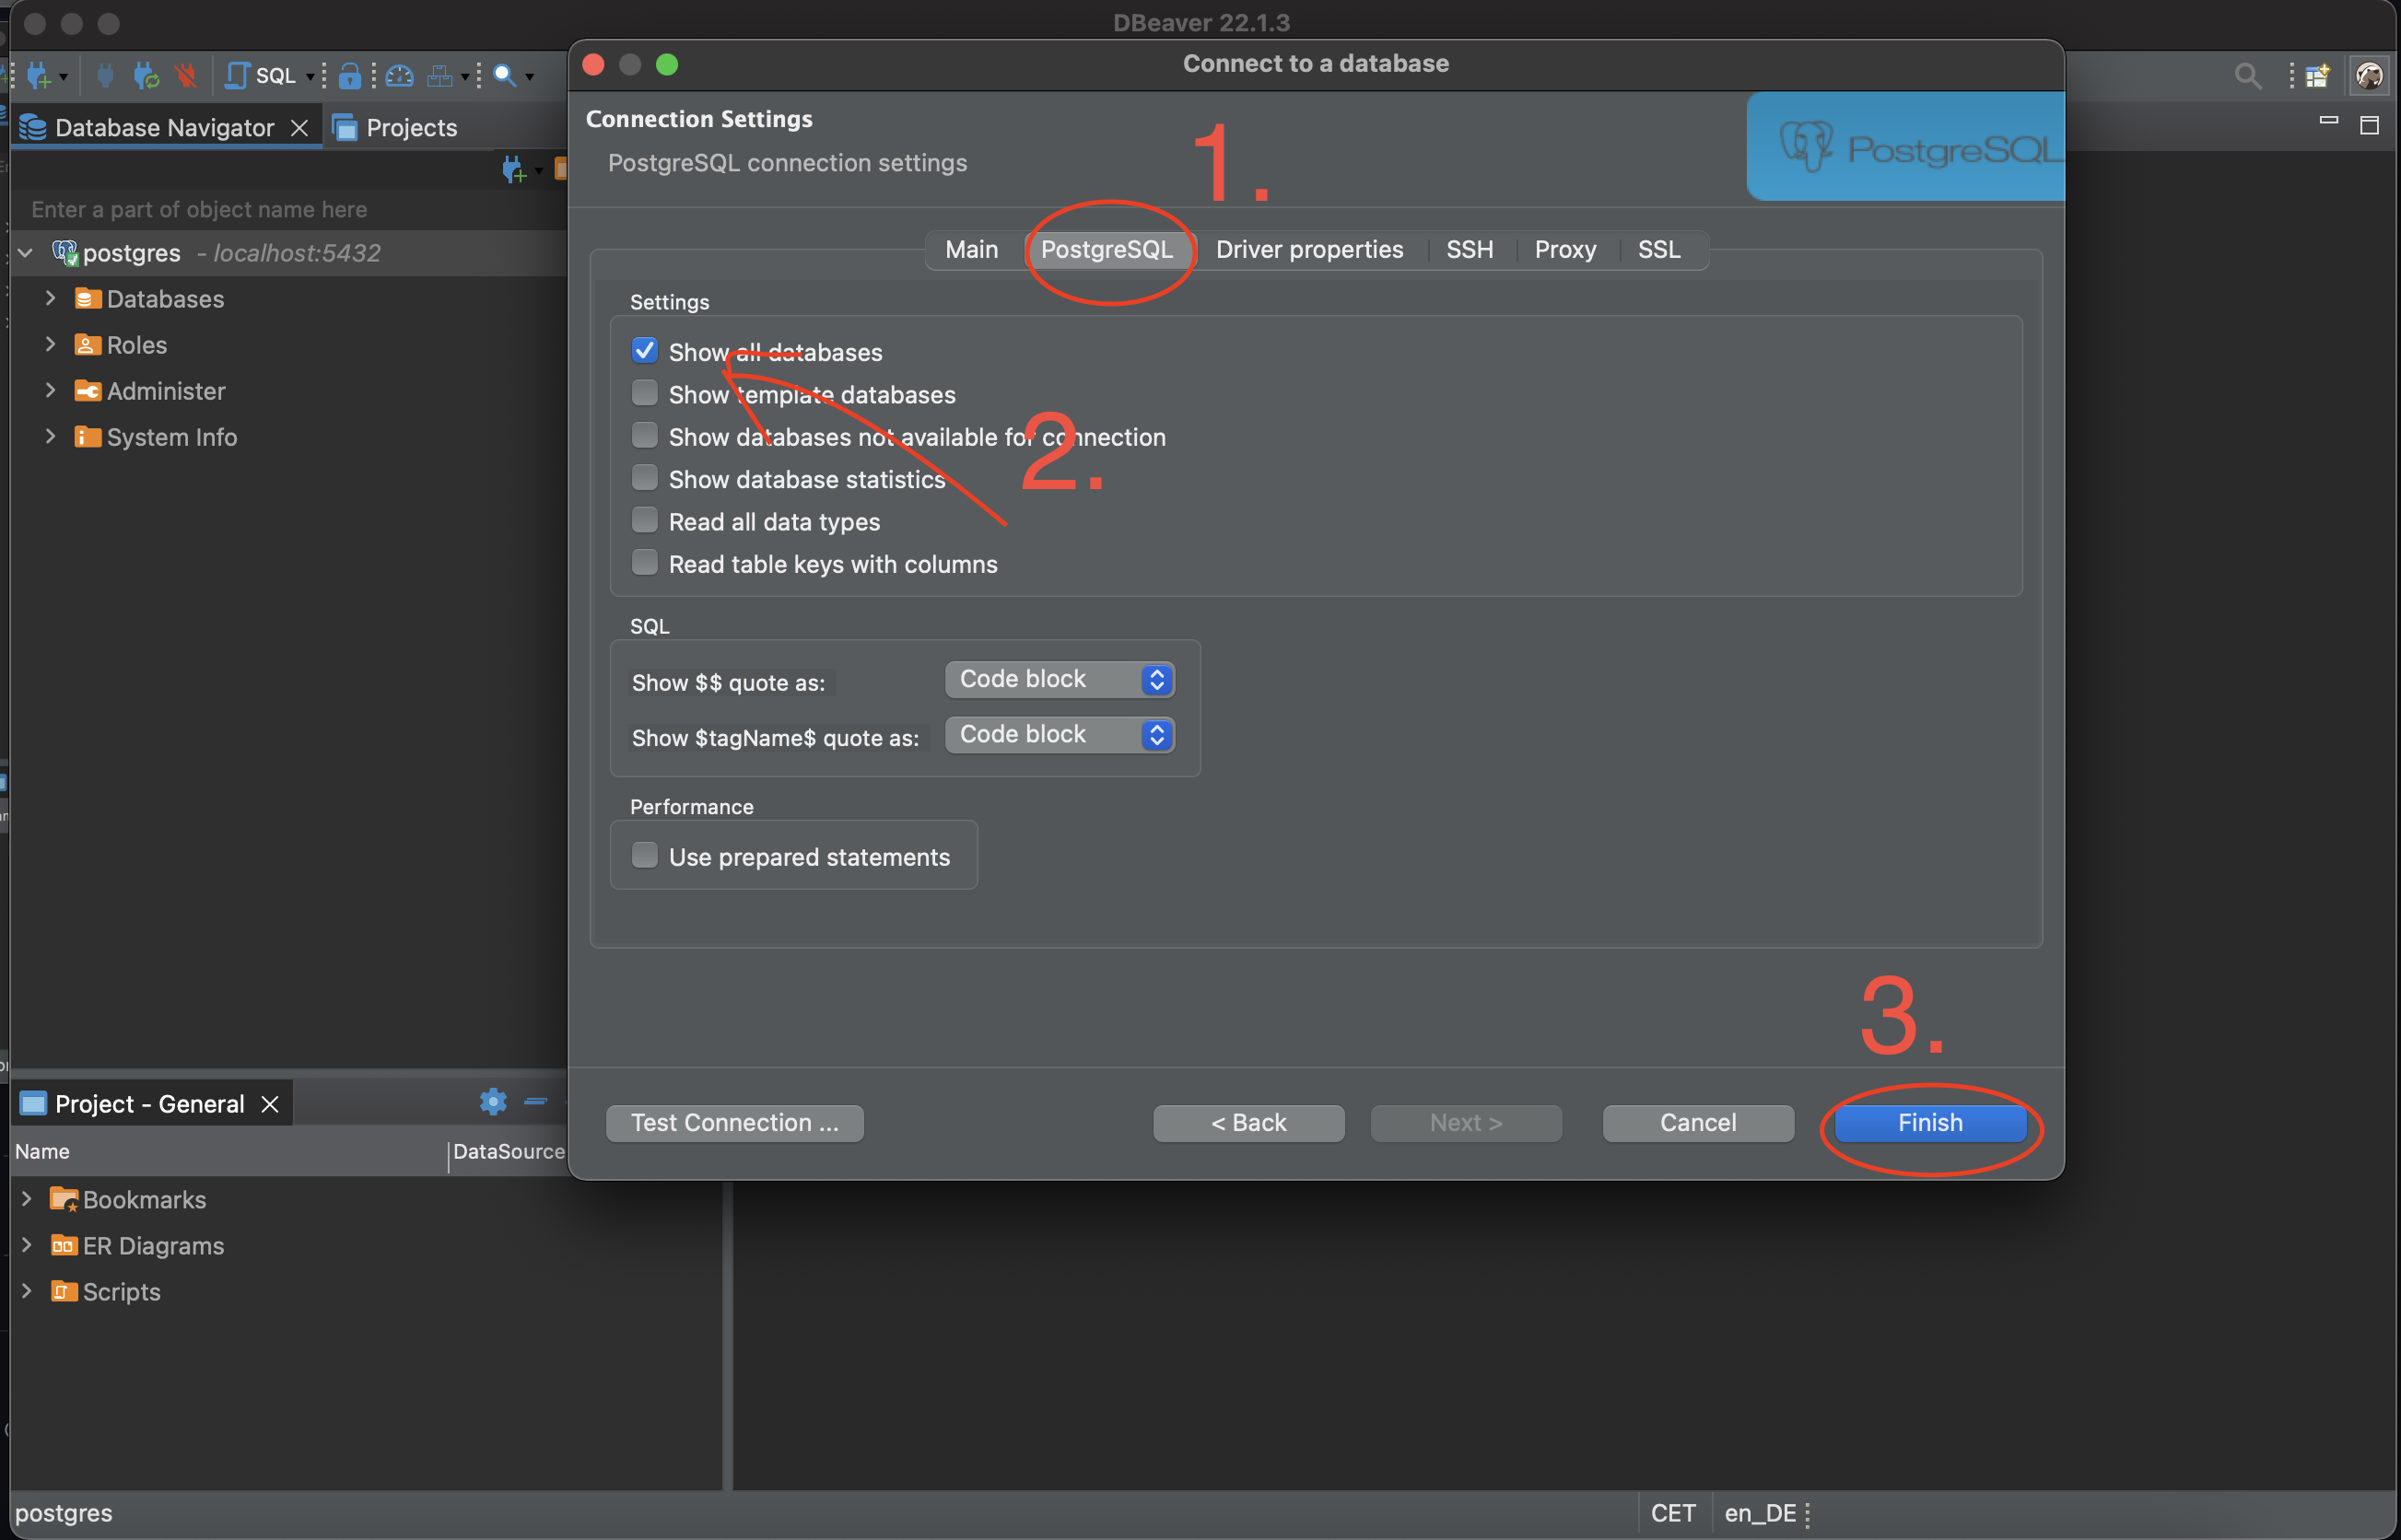 DBeaver 22.1.3
SQL
Connect to a database
Database Navigator
Projects
Connection Settings
PostgreSQL connection settings
PostgreSQL
1.
Enter a part of object name here
postgres - localhost:5432
Databases
Roles
Administer
System Info
Main
PostgreSQL
Driver properties
SSH
Proxy
SSL
Settings
Show all databases
Show template databases
Show databases not available for connection
Show database statistics
Read all data types
Read table keys with columns
2.
SQL
Show $$ quote as:
Code block
Show $tagName$ quote as:
Code block
Performance
Use prepared statements
3.
Test Connection ...
< Back
Next >
Cancel
Finish
Project - General
Name
DataSource
Bookmarks
ER Diagrams
Scripts
postgres
CET
en_DE